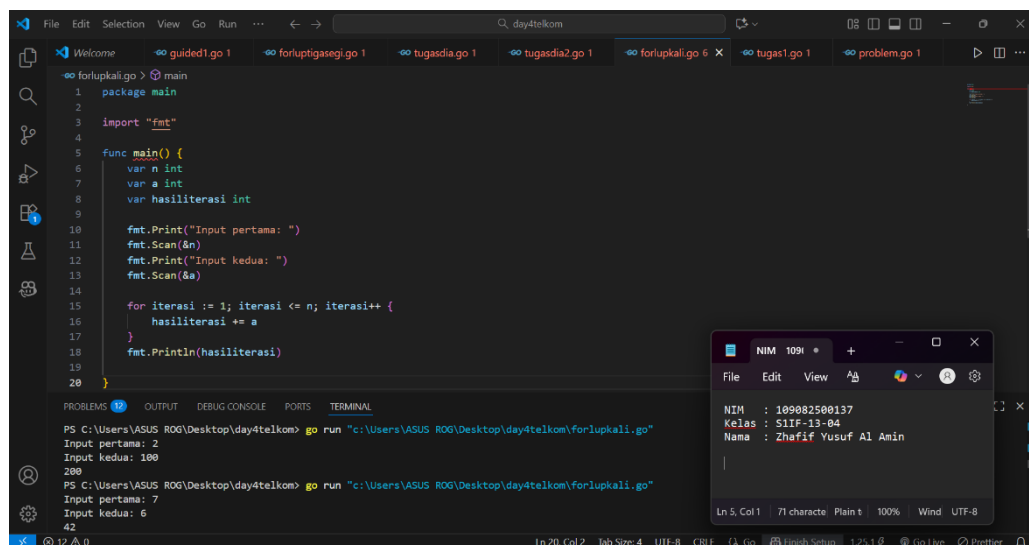 File Edit Selection View Go Run ··· day4telkom
Welcome guided1.go 1 forluptigasegi.go 1 tugasdia.go 1 tugasdia2.go 1 forlupkali.go 6 tugas1.go 1 problem.go 1
forlupkali.go > main
1 package main
2
3 import "fmt"
4
5 func main() {
6 var n int
7 var a int
8 var hasiliterasi int
9
10 fmt.Print("Input pertama: ")
11 fmt.Scan(&n)
12 fmt.Print("Input kedua: ")
13 fmt.Scan(&a)
14
15 for iterasi := 1; iterasi <= n; iterasi++ {
16 hasiliterasi += a
17 }
18 fmt.Println(hasiliterasi)
19
20 }
PROBLEMS 12 OUTPUT DEBUG CONSOLE PORTS TERMINAL
PS C:\Users\ASUS ROG\Desktop\day4telkom> go run "c:\Users\ASUS ROG\Desktop\day4telkom\forlupkali.go"
Input pertama: 2
Input kedua: 100
200
PS C:\Users\ASUS ROG\Desktop\day4telkom> go run "c:\Users\ASUS ROG\Desktop\day4telkom\forlupkali.go"
Input pertama: 7
Input kedua: 6
42
NIM 109
File Edit View
NIM : 109082500137
Kelas : S1IF-13-04
Nama : Zhafif Yusuf Al Amin
Ln 5, Col 1 71 characte Plain t 100% Wind UTF-8
12 0 Ln 20, Col 2 Tab Size: 4 UTF-8 CRLF Go Finish Setup 1.25.1 Go Live Prettier